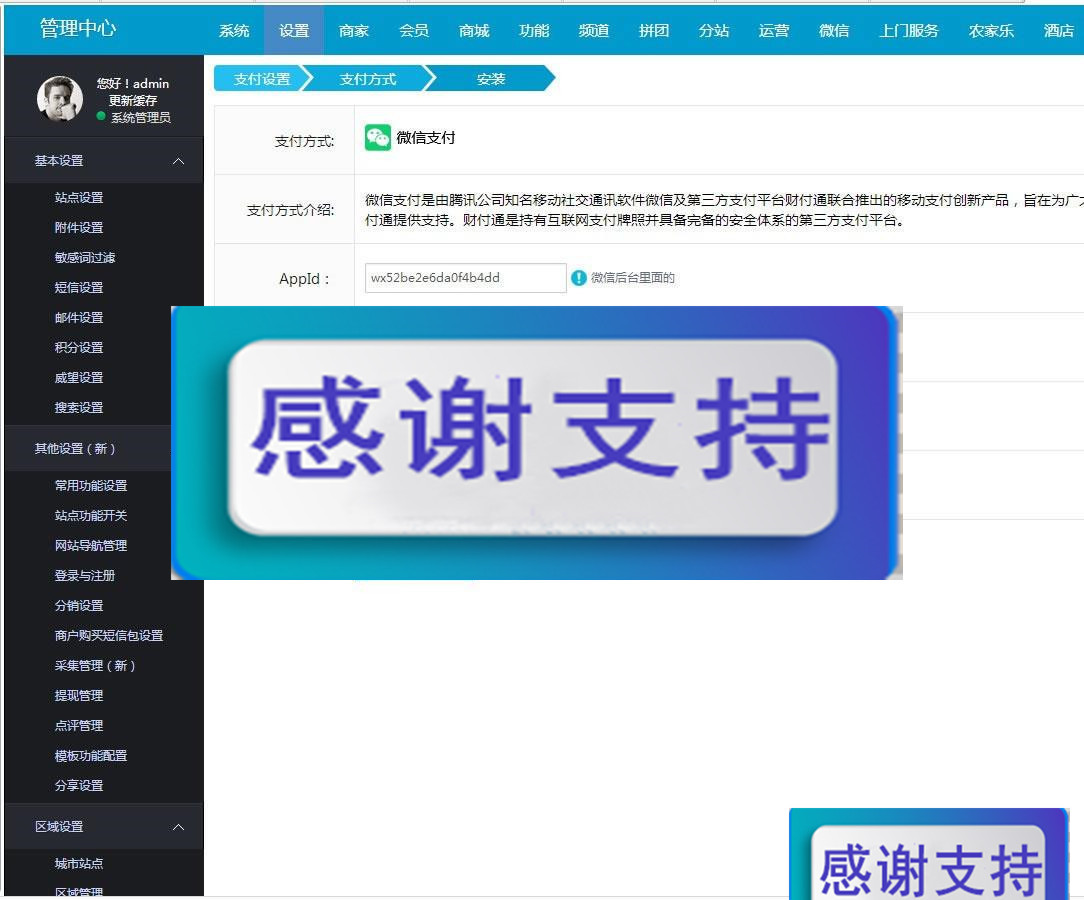 管理中心
系统 设置 商家 会员 商城 功能 频道 拼团 分站 运营 微信 上门服务 农家乐 酒店
您好！admin
更新缓存
系统管理员
支付设置 支付方式 安装
支付方式: 微信支付
支付方式介绍: 微信支付是由腾讯公司知名移动社交通讯软件微信及第三方支付平台财付通联合推出的移动支付创新产品，旨在为广
付通提供支持。财付通是持有互联网支付牌照并具备完备的安全体系的第三方支付平台。
AppId： wx52be2e6da0f4b4dd 微信后台里面的
基本设置
站点设置
附件设置
敏感词过滤
短信设置
邮件设置
积分设置
威望设置
搜索设置
其他设置（新）
常用功能设置
站点功能开关
网站导航管理
登录与注册
分销设置
商户购买短信包设置
采集管理（新）
提现管理
点评管理
模板功能配置
分享设置
区域设置
城市站点
区域管理
感谢支持
感谢支持